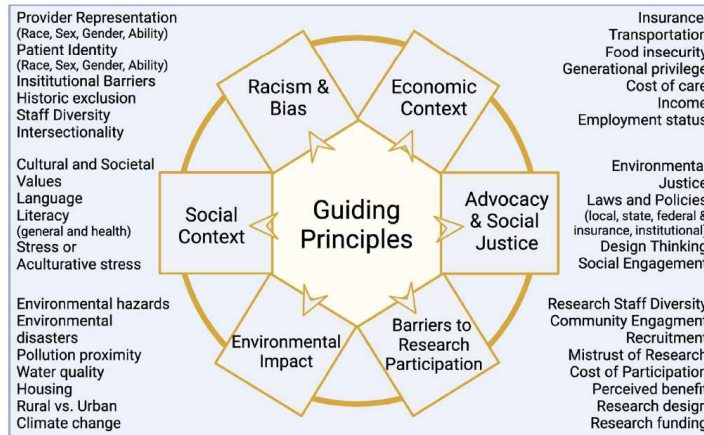 Provider Representation
(Race, Sex, Gender, Ability)
Patient Identity
(Race, Sex, Gender, Ability)
Insititutional Barriers
Historic exclusion
Staff Diversity
Intersectionality
Racism &
Bias
Economic
Context
Insurance
Transportation
Food insecurity
Generational privilege
Cost of care
Income
Employment status
Cultural and Societal
Values
Language
Literacy
(general and health)
Stress or
Aculturative stress
Social
Context
Guiding
Principles
Advocacy
& Social
Justice
Environmental
Justice
Laws and Policies
(local, state, federal &
insurance, institutional)
Design Thinking
Social Engagement
Environmental hazards
Environmental
disasters
Pollution proximity
Water quality
Housing
Rural vs. Urban
Climate change
Environmental
Impact
Barriers to
Research
Participation
Research Staff Diversity
Community Engagment
Recruitment
Mistrust of Research
Cost of Participation
Perceived benefit
Research design
Research funding